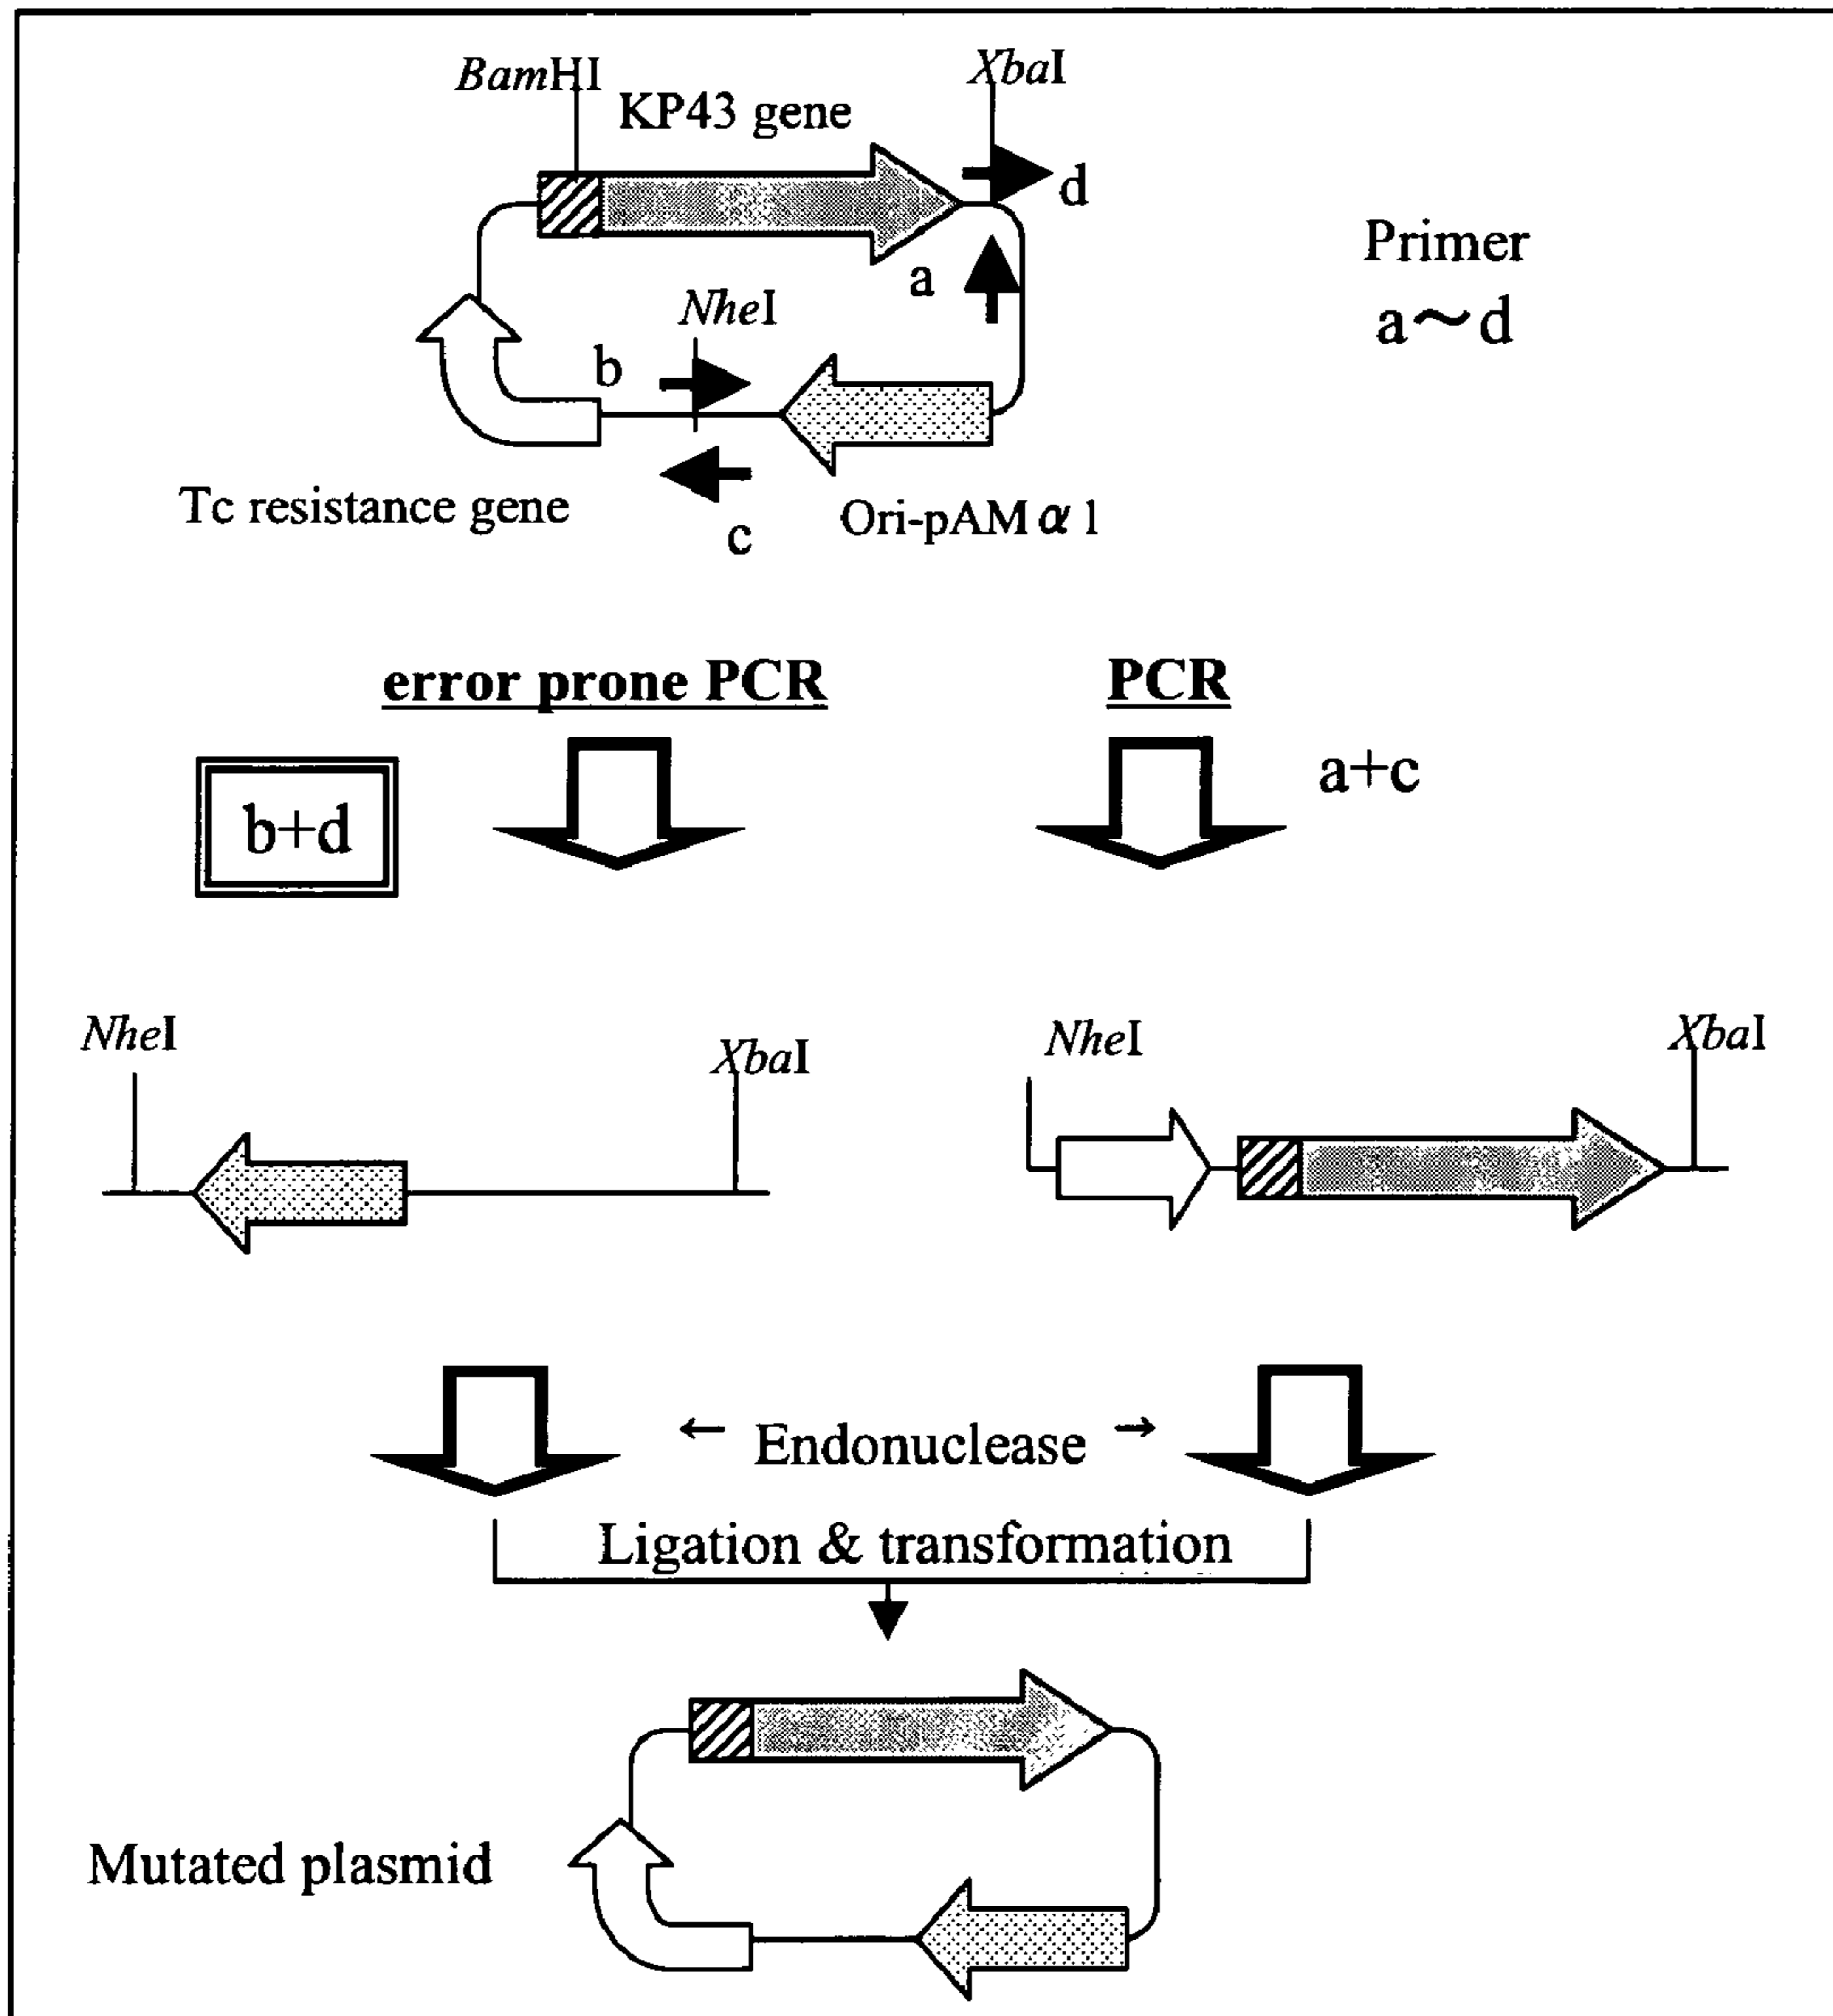 BamHI
XbaI
KP43 gene
d
Primer
a
NheI
a～d
b
Tc resistance gene
Ori-pAMα1
c
error prone PCR
PCR
b+d
a+c
NheI
XbaI
NheI
XbaI
← Endonuclease →
Ligation & transformation
Mutated plasmid